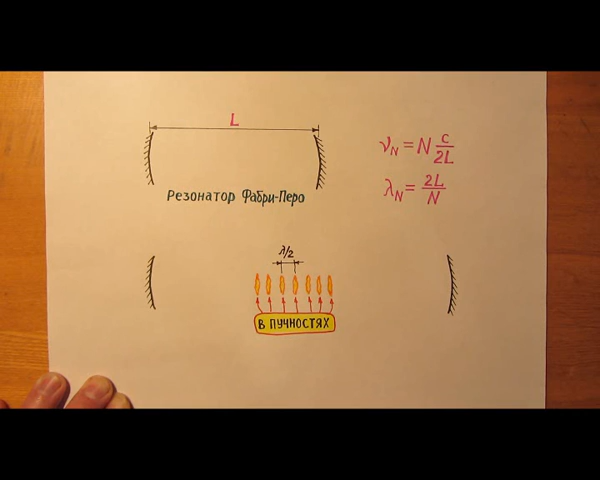 L
ν_N = N c/2L
λ_N = 2L/N
Резонатор Фабри-Перо
λ/2
В ПУЧНОСТЯХ